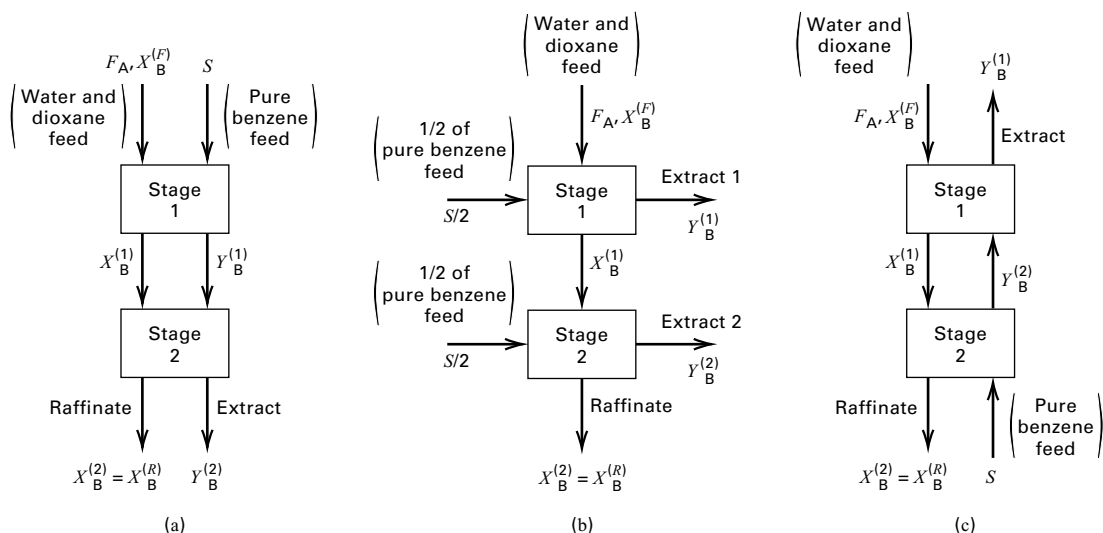 F_A, X_B^(F)
S
(Water and
dioxane
feed)
(Pure
benzene
feed)
Stage
1
X_B^(1)
Y_B^(1)
Stage
2
Raffinate
Extract
X_B^(2) = X_B^(R)
Y_B^(2)
(a)
(Water and
dioxane
feed)
F_A, X_B^(F)
(1/2 of
pure benzene
feed)
S/2
Stage
1
Extract 1
Y_B^(1)
X_B^(1)
(1/2 of
pure benzene
feed)
S/2
Stage
2
Extract 2
Y_B^(2)
Raffinate
X_B^(2) = X_B^(R)
(b)
(Water and
dioxane
feed)
Y_B^(1)
F_A, X_B^(F)
Extract
Stage
1
X_B^(1)
Y_B^(2)
Stage
2
Raffinate
(Pure
benzene
feed)
X_B^(2) = X_B^(R)
S
(c)